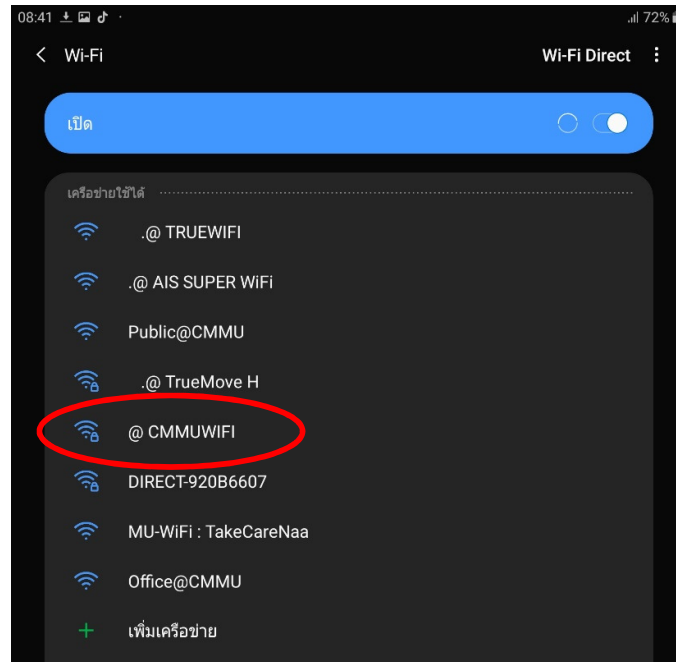 08:41 72%
Wi-Fi Wi-Fi Direct
เปิด
เครือข่ายใช้ได้
.@ TRUEWIFI
.@ AIS SUPER WiFi
Public@CMMU
.@ TrueMove H
@ CMMUWIFI
DIRECT-920B6607
MU-WiFi : TakeCareNaa
Office@CMMU
เพิ่มเครือข่าย